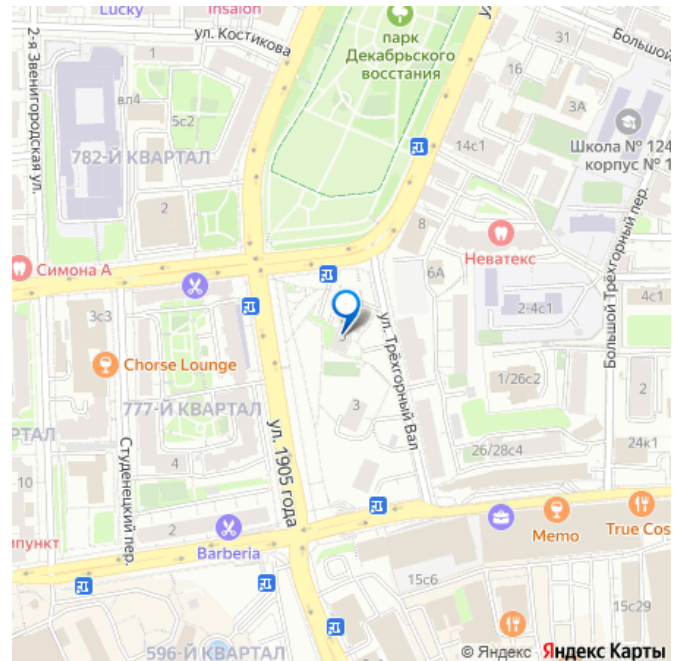 Lucky
Insalon
ул. Костикова
парк
Декабрьского
восстания
31
Большой
16
3А
2-я Звенигородская ул.
1
вл4
5с2
782-Й КВАРТАЛ
14с1
Школа № 124
корпус № 1
2
8
Неватекс
Большой Трёхгорный пер.
Симона А
6А
2-4с1
4с1
3с3
ул. Трёхгорный Вал
Chorse Lounge
1/26с2
2
777-Й КВАРТАЛ
3
РТАЛ
ул. 1905 года
Студенецкий пер.
4
26/28с4
24к1
10
2
ипункт
Barberia
Memo
True Cos
15с6
15с29
596-Й КВАРТАЛ
© Яндекс Яндекс Карты